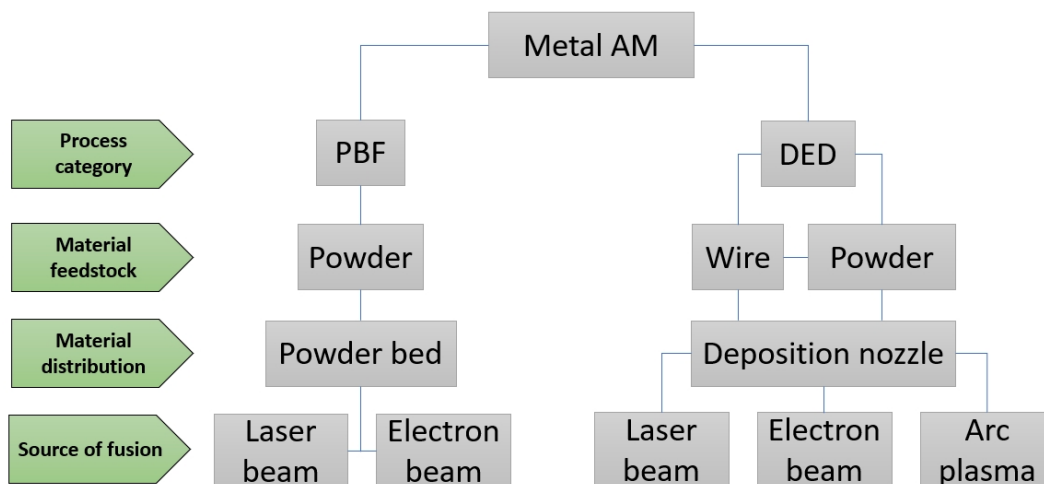 Metal AM
Process
category
PBF
DED
Material
feedstock
Powder
Wire
Powder
Material
distribution
Powder bed
Deposition nozzle
Source of fusion
Laser
beam
Electron
beam
Laser
beam
Electron
beam
Arc
plasma